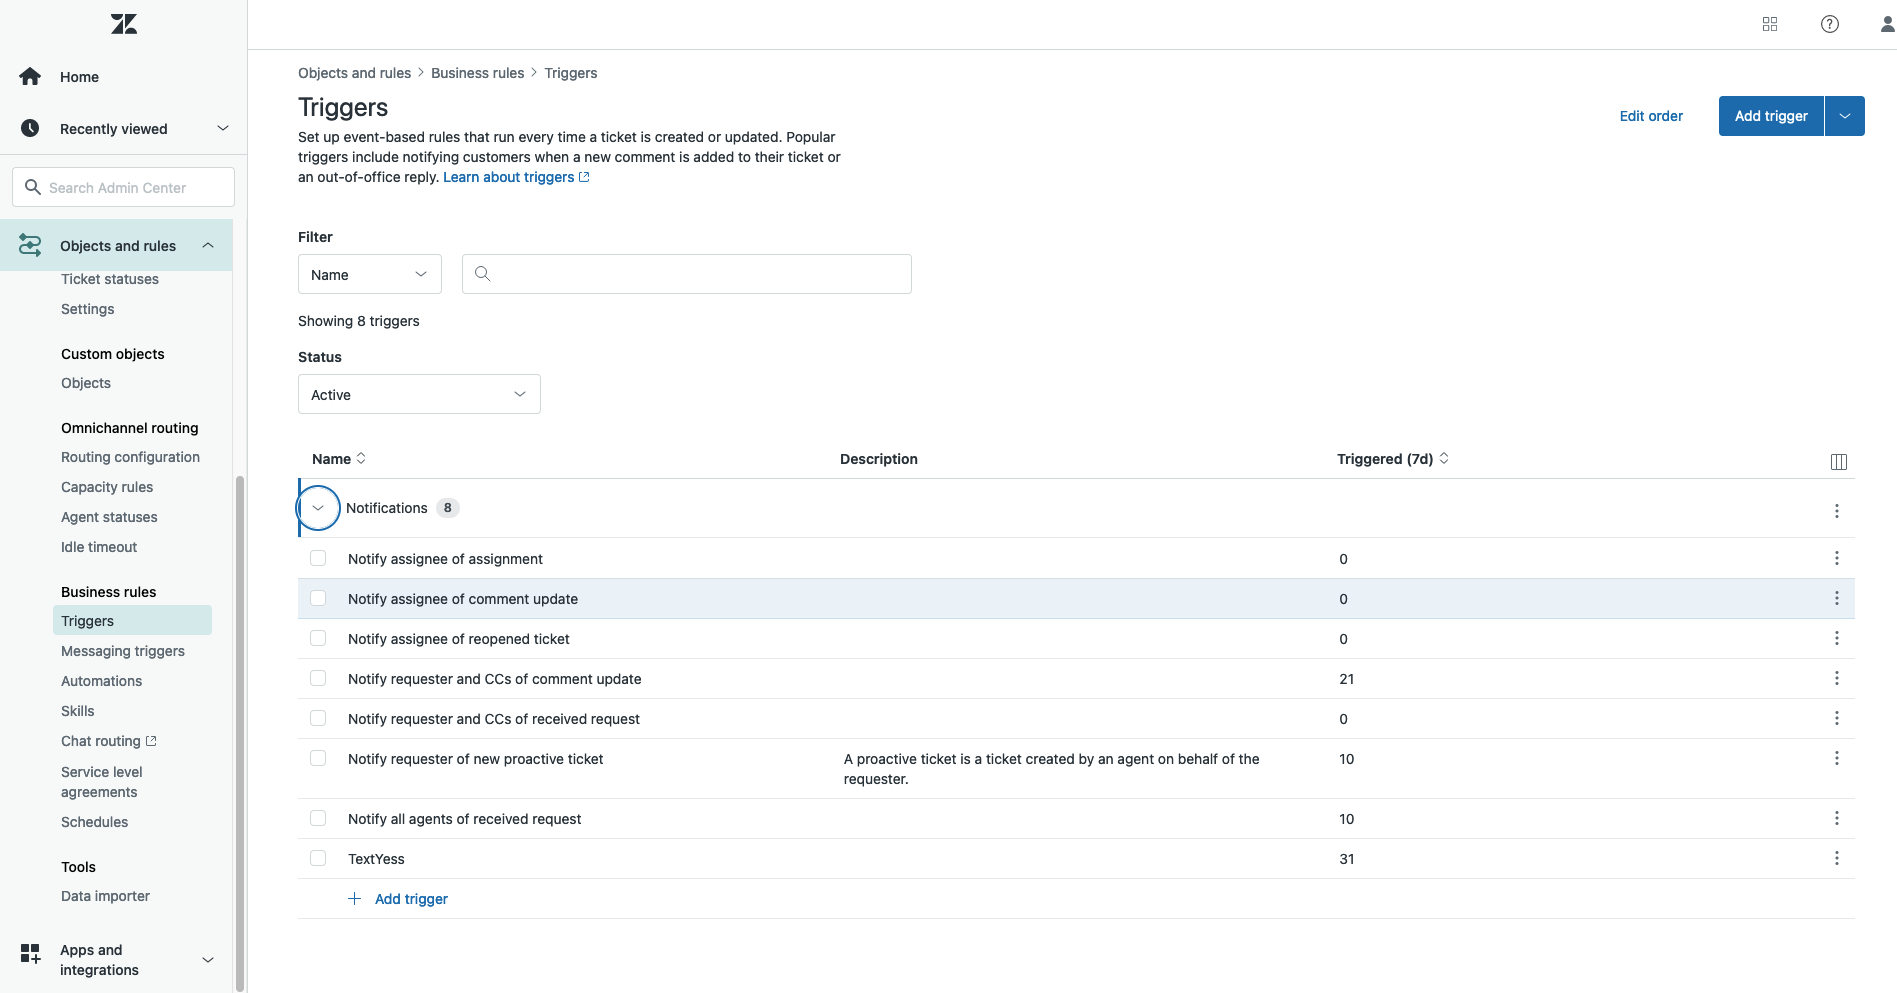 Home
Recently viewed
Search Admin Center
Objects and rules
Ticket statuses
Settings
Custom objects
Objects
Omnichannel routing
Routing configuration
Capacity rules
Agent statuses
Idle timeout
Business rules
Triggers
Messaging triggers
Automations
Skills
Chat routing
Service level
agreements
Schedules
Tools
Data importer
Apps and
integrations
Objects and rules > Business rules > Triggers
Triggers
Set up event-based rules that run every time a ticket is created or updated. Popular
triggers include notifying customers when a new comment is added to their ticket or
an out-of-office reply. Learn about triggers
Edit order
Add trigger
Filter
Name
Showing 8 triggers
Status
Active
Name Description Triggered (7d)
Notifications 8
Notify assignee of assignment 0
Notify assignee of comment update 0
Notify assignee of reopened ticket 0
Notify requester and CCs of comment update 21
Notify requester and CCs of received request 0
Notify requester of new proactive ticket A proactive ticket is a ticket created by an agent on behalf of the 10
requester.
Notify all agents of received request 10
TextYess 31
+ Add trigger